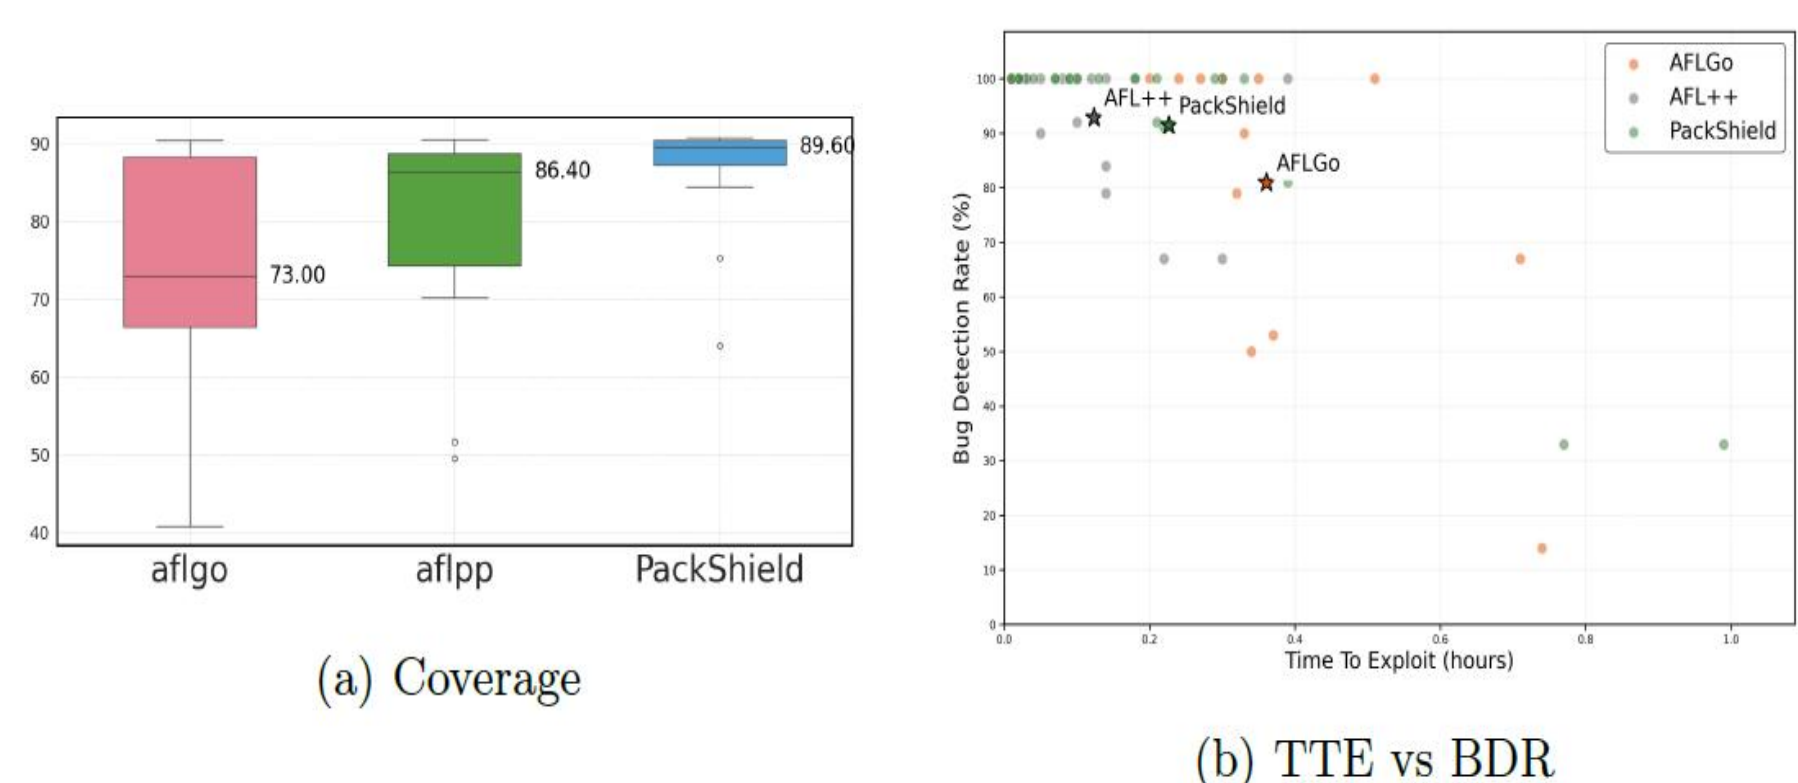 90
80
70
60
50
40
73.00
86.40
89.60
aflgo
aflpp
PackShield
(a) Coverage
Bug Detection Rate (%)
100
90
80
70
60
50
40
30
20
10
0
AFL++
PackShield
AFLGo
AFLGo
AFL++
PackShield
0.0 0.2 0.4 0.6 0.8 1.0
Time To Exploit (hours)
(b) TTE vs BDR